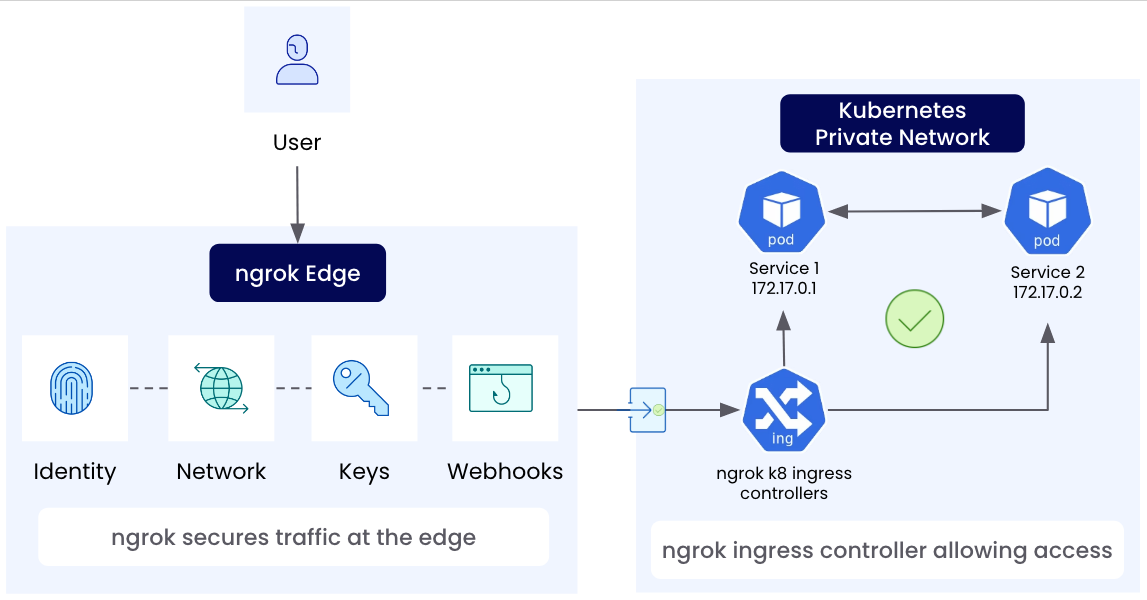 User
ngrok Edge
Identity
Network
Keys
Webhooks
ngrok secures traffic at the edge
Kubernetes
Private Network
pod
Service 1
172.17.0.1
pod
Service 2
172.17.0.2
ing
ngrok k8 ingress
controllers
ngrok ingress controller allowing access